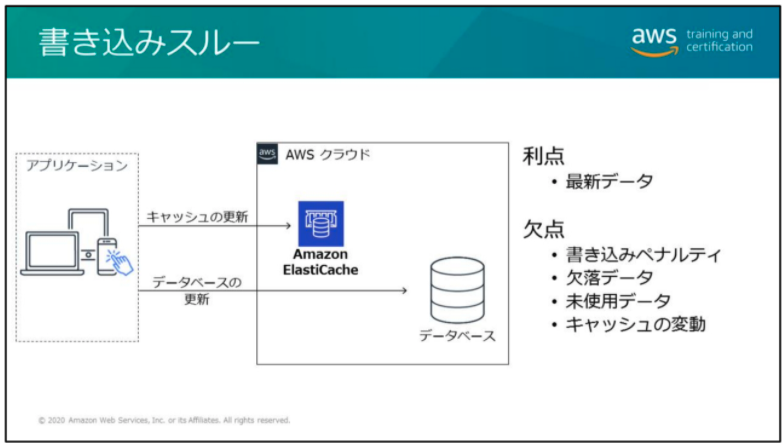 書き込みスルー
aws training and
certification
アプリケーション
aws AWS クラウド
キャッシュの更新
Amazon
ElastiCache
データベースの
更新
データベース
利点
• 最新データ
欠点
• 書き込みペナルティ
• 欠落データ
• 未使用データ
• キャッシュの変動
© 2020 Amazon Web Services, Inc. or its Affiliates. All rights reserved.